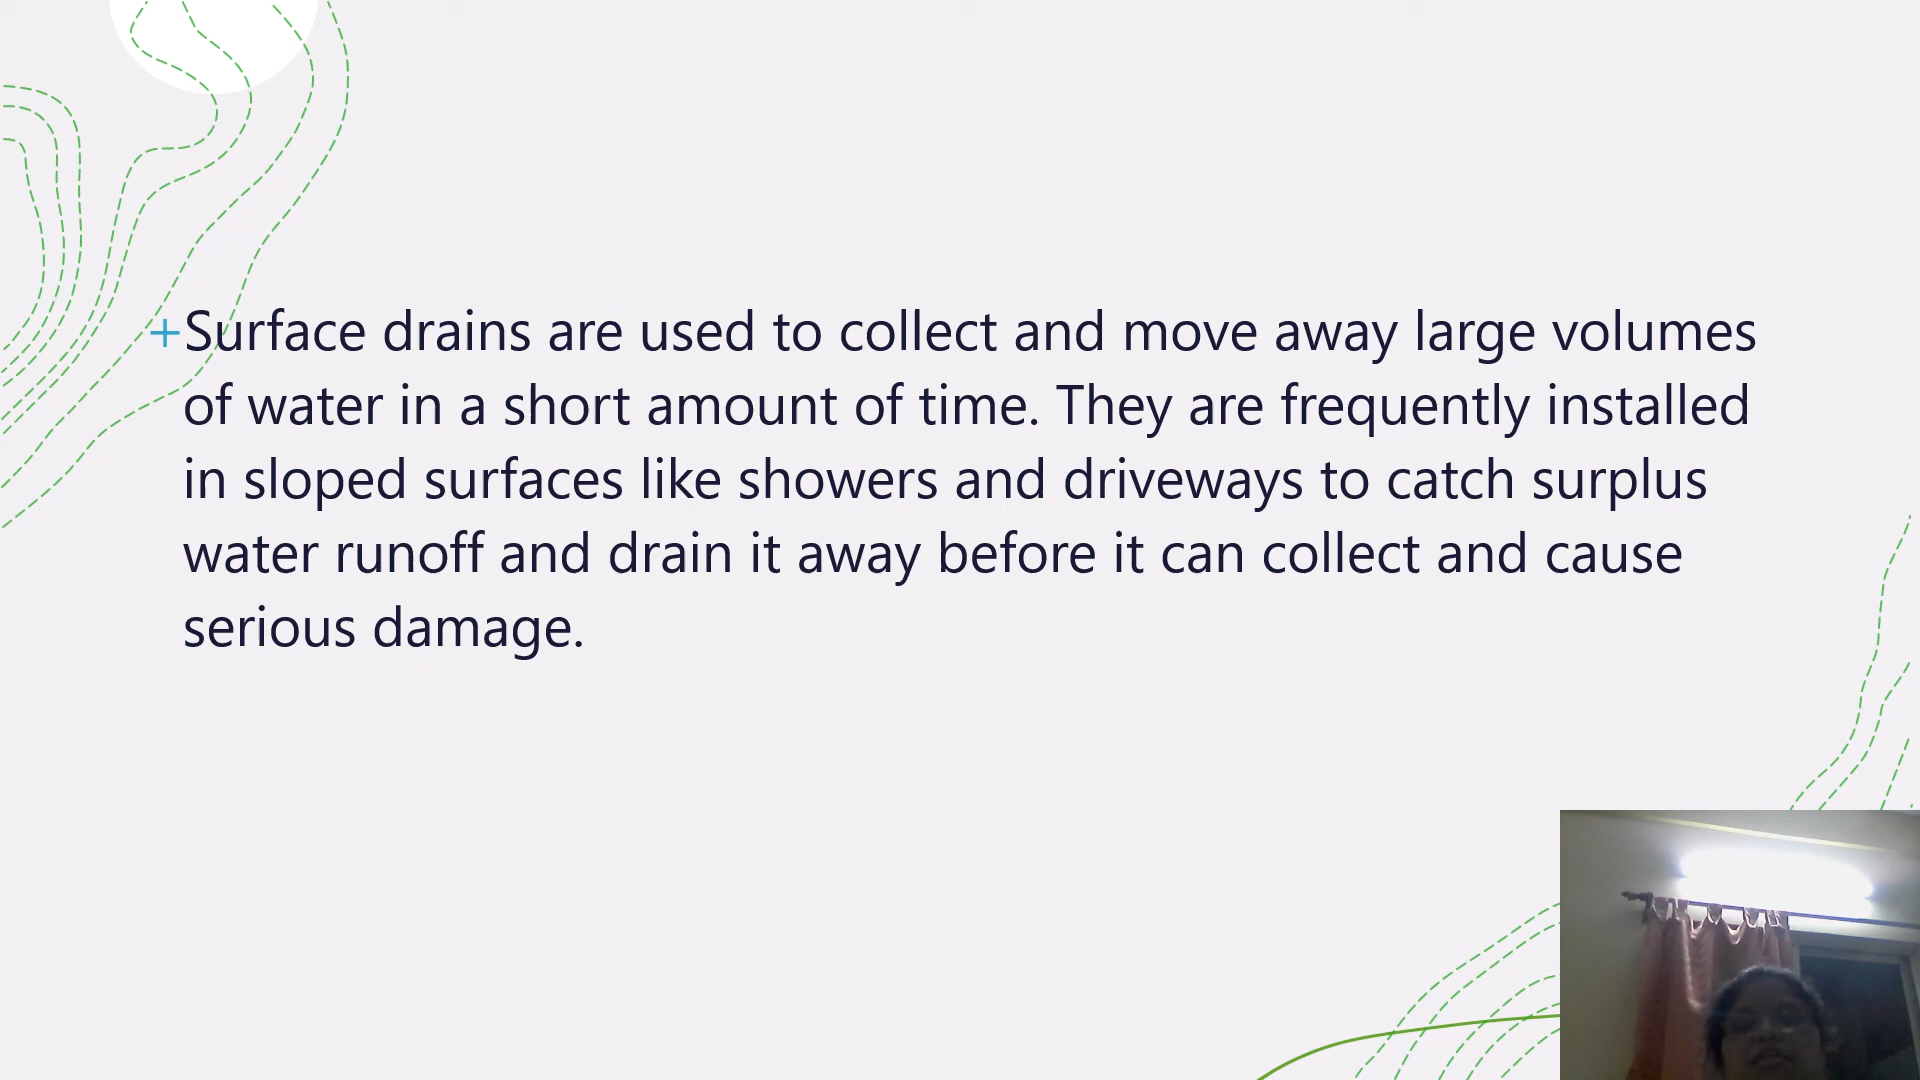 +Surface drains are used to collect and move away large volumes
of water in a short amount of time. They are frequently installed
in sloped surfaces like showers and driveways to catch surplus
water runoff and drain it away before it can collect and cause
serious damage.